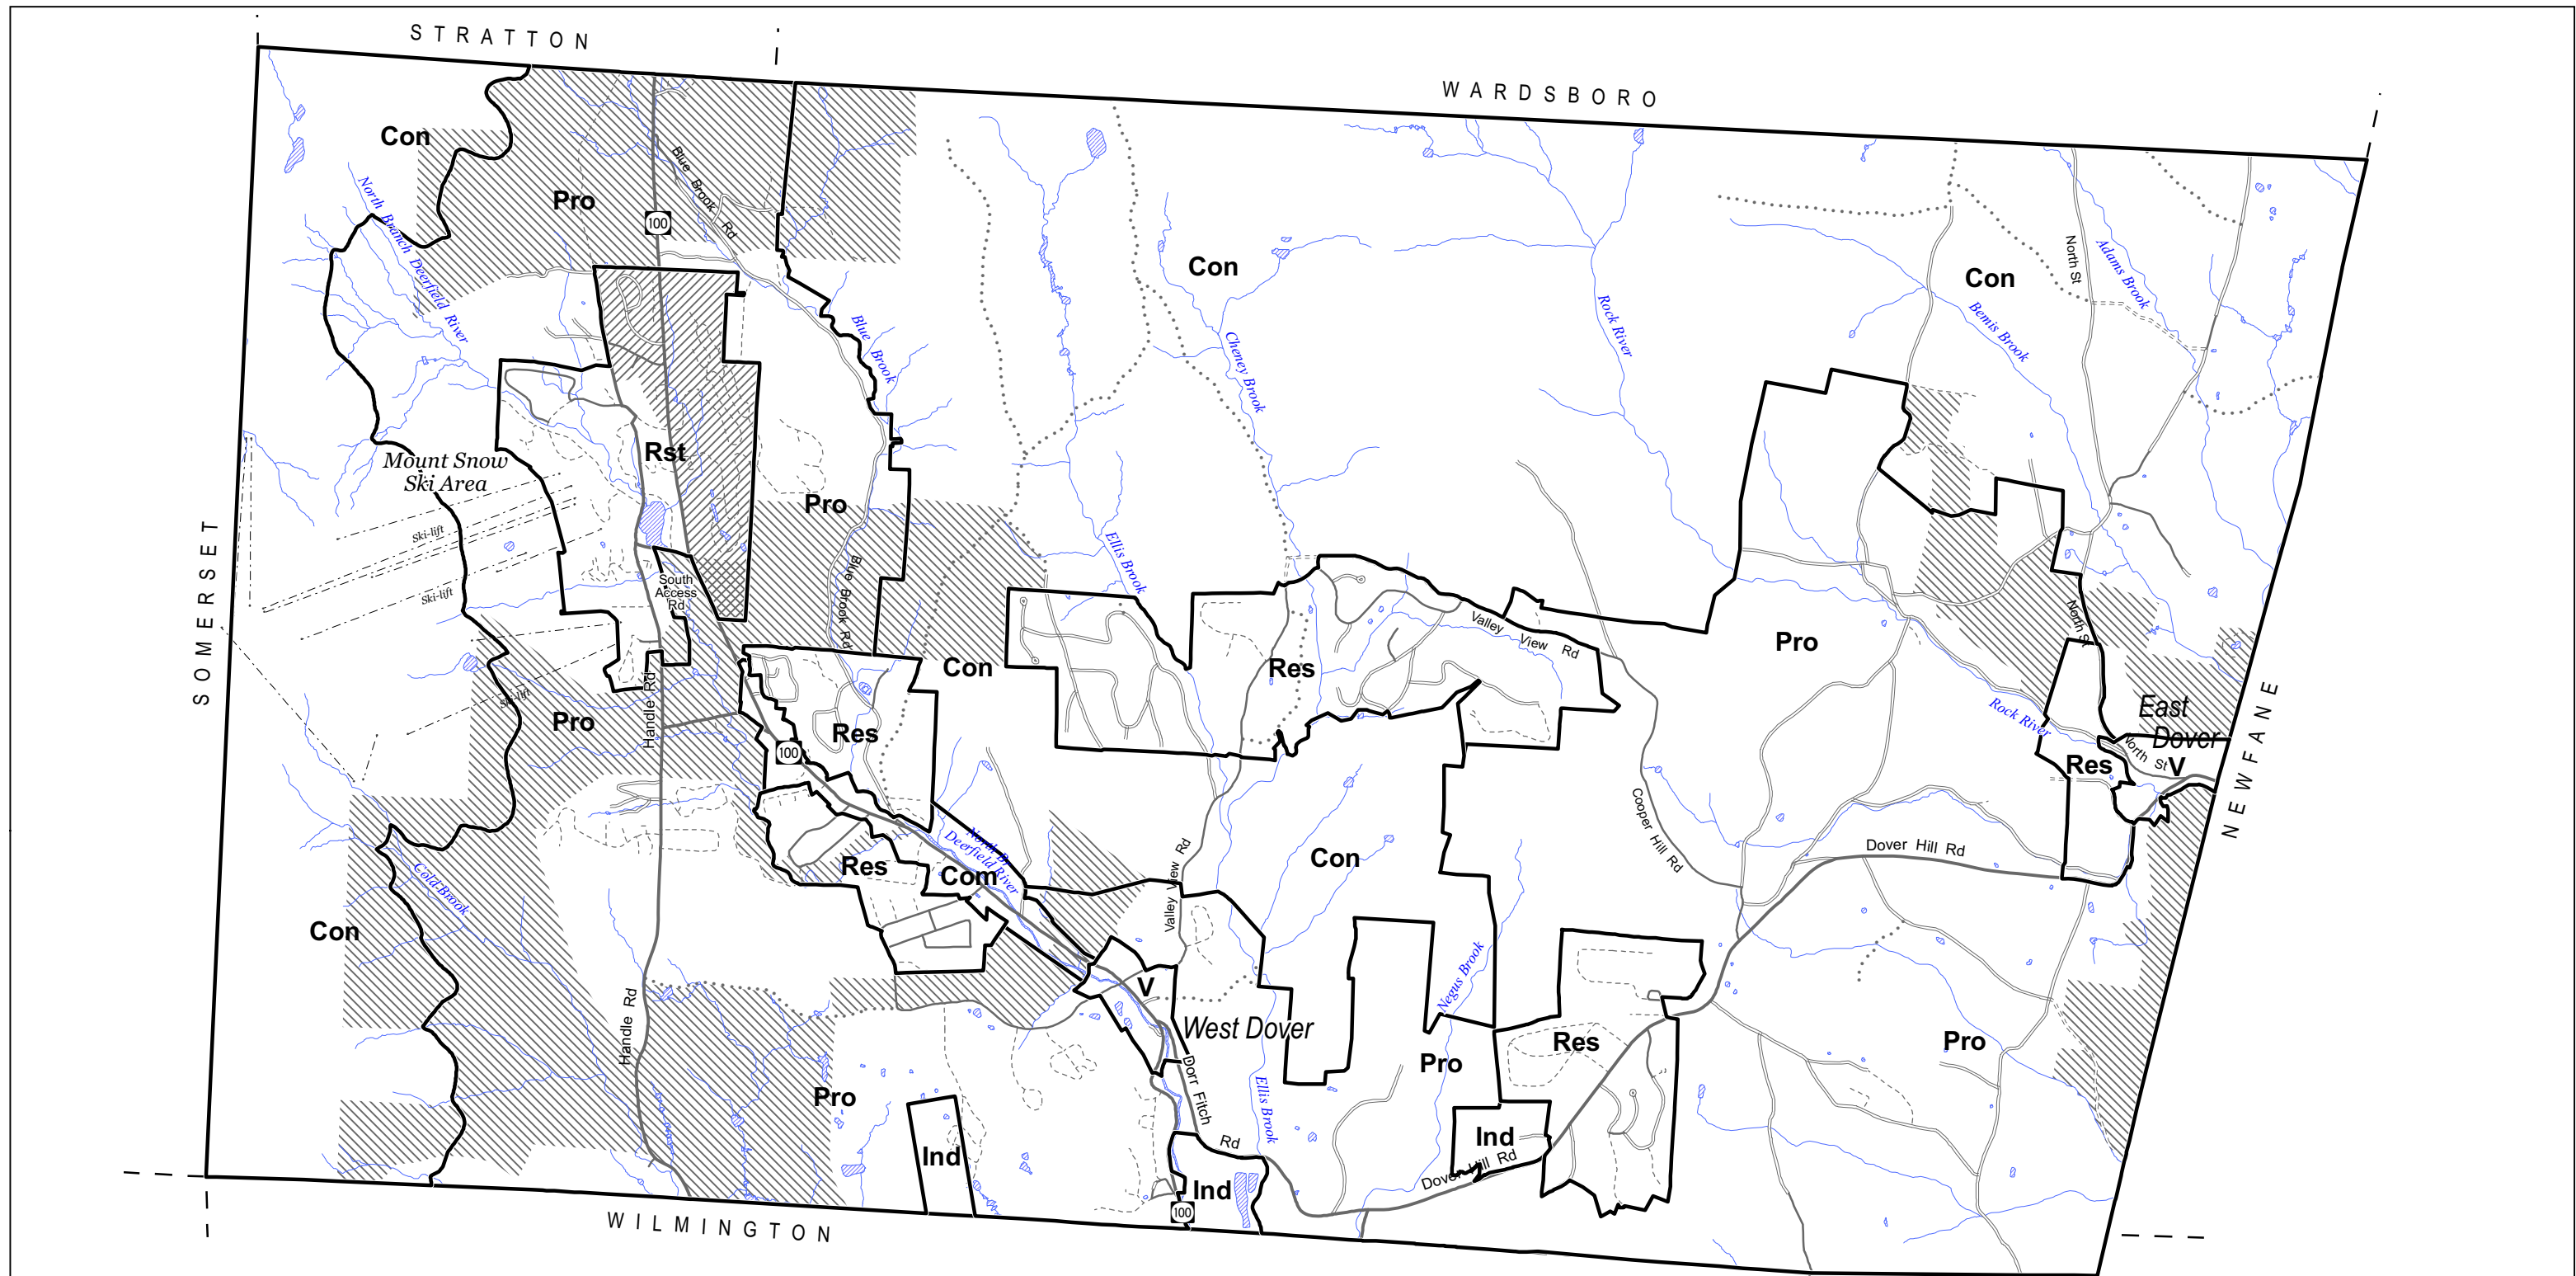 STRATTON
WARDSBORO
Con
Pro
100
Blue Brook Rd
North Branch Deerfield River
Con
Con
North St
Adams Brook
Bemis Brook
Rock River
Blue Brook
Cheney Brook
Mount Snow
Ski Area
Rst
Pro
Ski-lift
Ski-lift
Ski-lift
SOMERSET
South
Access
Rd
Blue Brook Rd
Ellis Brook
Valley View Rd
North St
Con
Res
Pro
Handle Rd
Pro
Res
100
Rock River
East
Dover
North St
V
Res
NEWFANE
Cooper Hill Rd
Dover Hill Rd
North Br
Deerfield River
Res
Com
Con
Valley View Rd
Cold Brook
Con
Negus Brook
V
West Dover
Handle Rd
Res
Pro
Pro
Pro
Dorr Fitch Rd
Ellis Brook
Ind
Ind
Dover Hill Rd
Ind
100
WILMINGTON